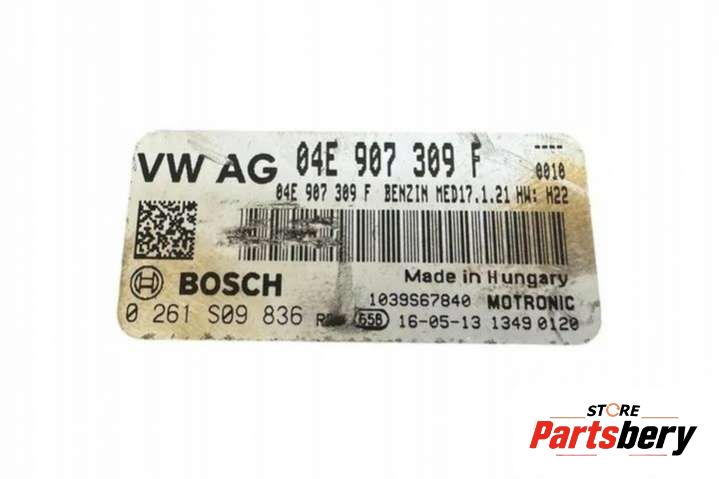 VW AG 04E 907 309 F ----
0010
04E 907 309 F BENZIN MED17.1.21 HW: H22
Made in Hungary
BOSCH
1039S67840 MOTRONIC
0 261 S09 836 65B 16-05-13 1349 0120
STORE
Partsbery